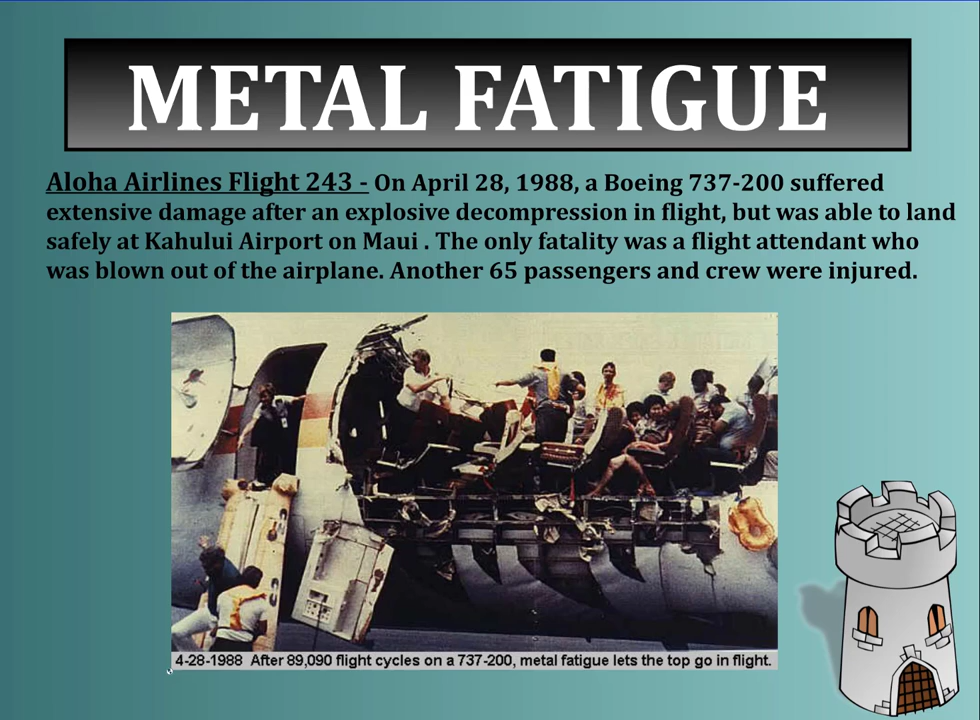 METAL FATIGUE
Aloha Airlines Flight 243 - On April 28, 1988, a Boeing 737-200 suffered
extensive damage after an explosive decompression in flight, but was able to land
safely at Kahului Airport on Maui . The only fatality was a flight attendant who
was blown out of the airplane. Another 65 passengers and crew were injured.
4-28-1988 After 89,090 flight cycles on a 737-200, metal fatigue lets the top go in flight.